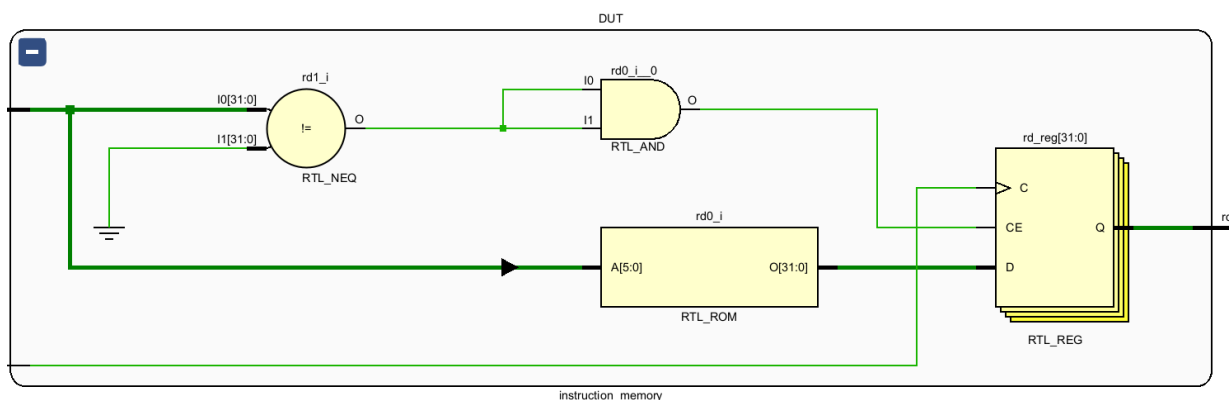 DUT
rd1_i
I0[31:0]
I1[31:0]
!=
O
RTL_NEQ
rd0_i__0
I0
I1
O
RTL_AND
rd0_i
A[5:0]
O[31:0]
RTL_ROM
rd_reg[31:0]
C
CE
D
Q
RTL_REG
instruction_memory